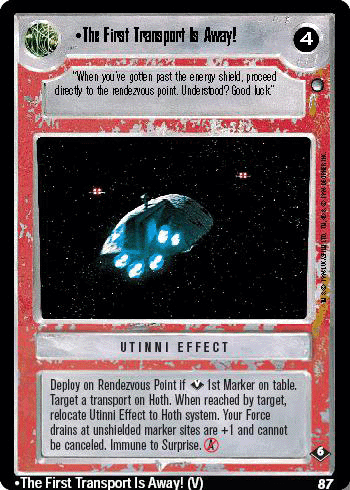 •The First Transport Is Away!
4
“When you've gotten past the energy shield, proceed
directly to the rendezvous point. Understood? Good luck.”
UTINNI EFFECT
Deploy on Rendezvous Point if 1st Marker on table.
Target a transport on Hoth. When reached by target,
relocate Utinni Effect to Hoth system. Your Force
drains at unshielded marker sites are +1 and cannot
be canceled. Immune to Surprise. A
6
•The First Transport Is Away! (V)
87